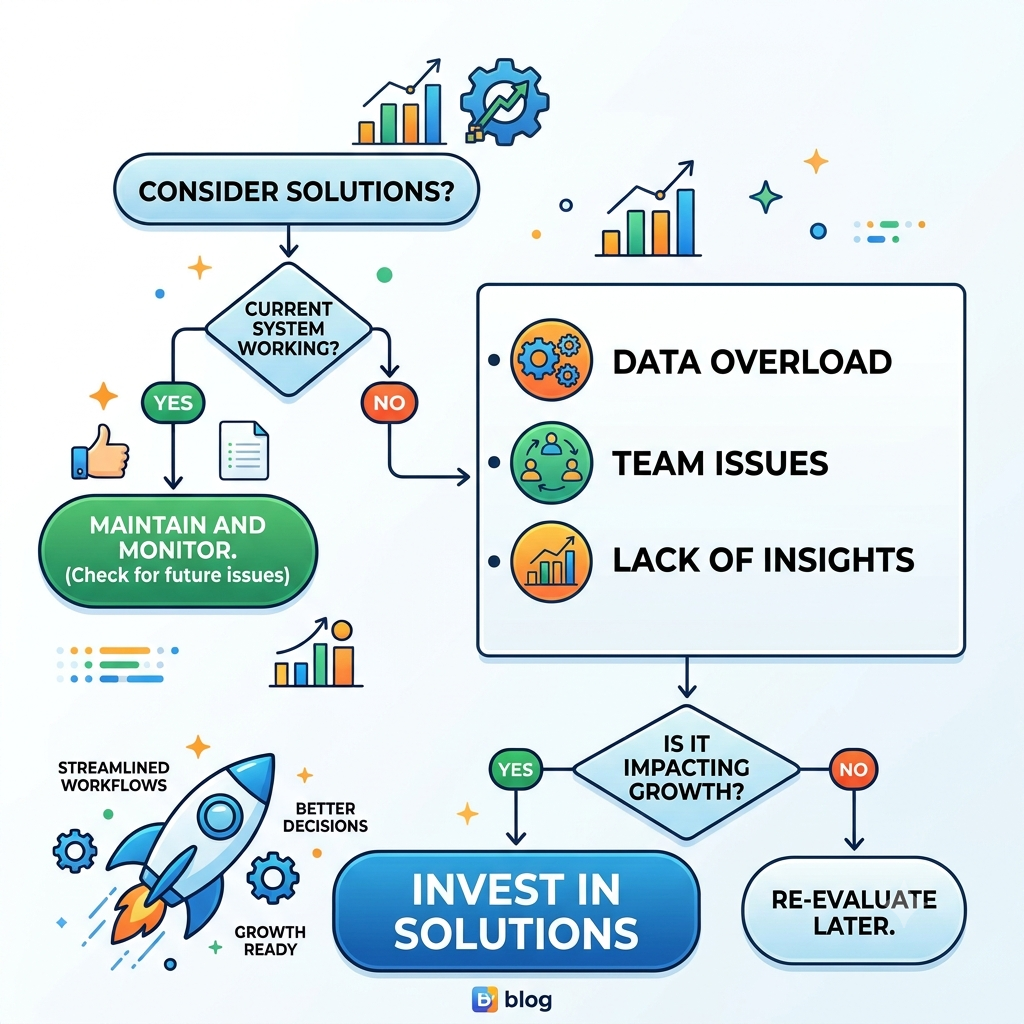 CONSIDER SOLUTIONS?
CURRENT
SYSTEM
WORKING?
YES
NO
MAINTAIN AND
MONITOR.
(Check for future issues)
DATA OVERLOAD
TEAM ISSUES
LACK OF INSIGHTS
IS IT
IMPACTING
GROWTH?
YES
NO
INVEST IN
SOLUTIONS
RE-EVALUATE
LATER.
STREAMLINED
WORKFLOWS
BETTER
DECISIONS
GROWTH
READY
blog